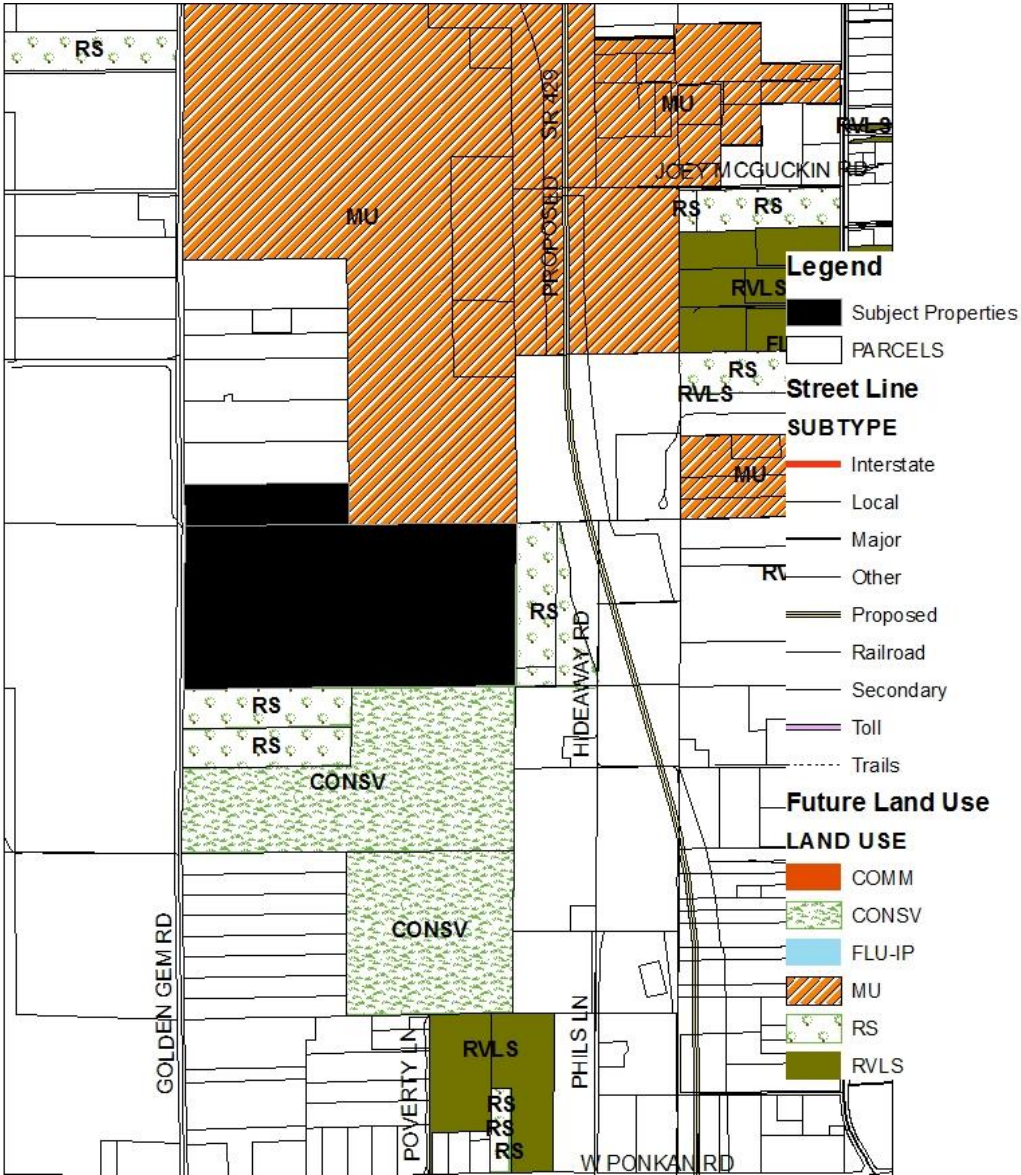 RS
MU
PROPOSED SR 429
MU
RVLS
JOEY MCGUCKIN RD
RS
RS
RVLS
RS
RVLS
MU
RS
HIDEAWAY RD
RS
RS
CONSV
CONSV
GOLDEN GEM RD
POVERTY LN
RVLS
PHILS LN
RS
RS
RS
W PONKAN RD
Legend
Subject Properties
PARCELS
Street Line
SUBTYPE
Interstate
Local
Major
Other
Proposed
Railroad
Secondary
Toll
Trails
Future Land Use
LAND USE
COMM
CONSV
FLU-IP
MU
RS
RVLS